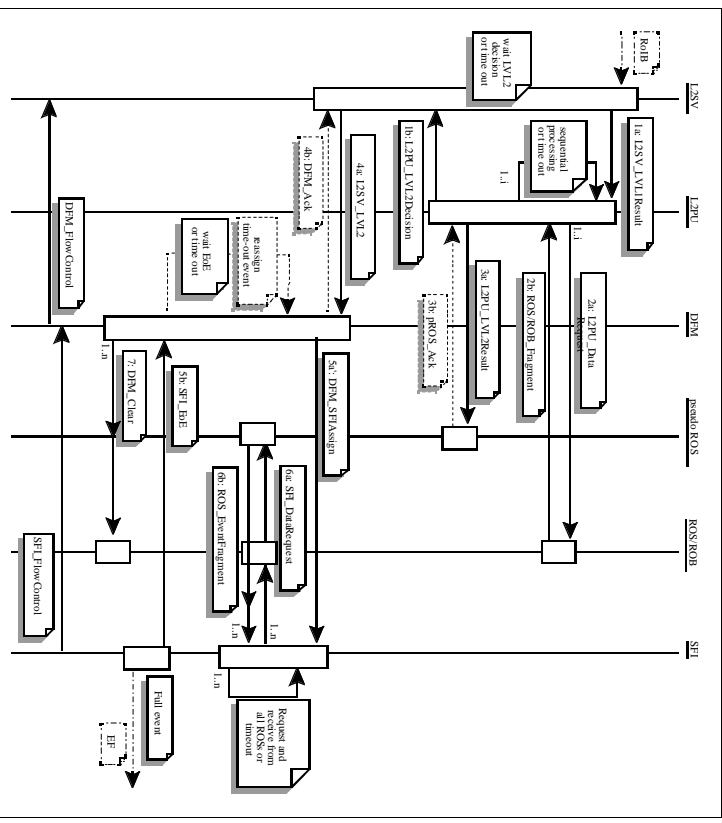 L2SV
L2PU
DFM
pseudo ROS
ROS/ROB
SFI
RoIB
1a: L2SV_LVL1Result
wait LVL2
decision
or time out
sequential
processing
or time out
1..i
1..i
2a: L2PU_Data
Request
2b: ROS/ROB_Fragment
1b: L2PU_LVL2Decision
3a: L2PU_LVL2Result
3b: pROS_Ack
4a: L2SV_LVL2
4b: DFM_Ack
reassign
time-out event
wait EoE
or time out
5a': DFM_SFIAssign
6a: SFI_DataRequest
1..n
6b: ROS_EventFragment
1..n
Request and
receive from
all ROSs or
timeout
1..n
5b: SFI_EoE
Full event
EF
7: DFM_Clear
1..n
DFM_FlowControl
SFI_FlowControl